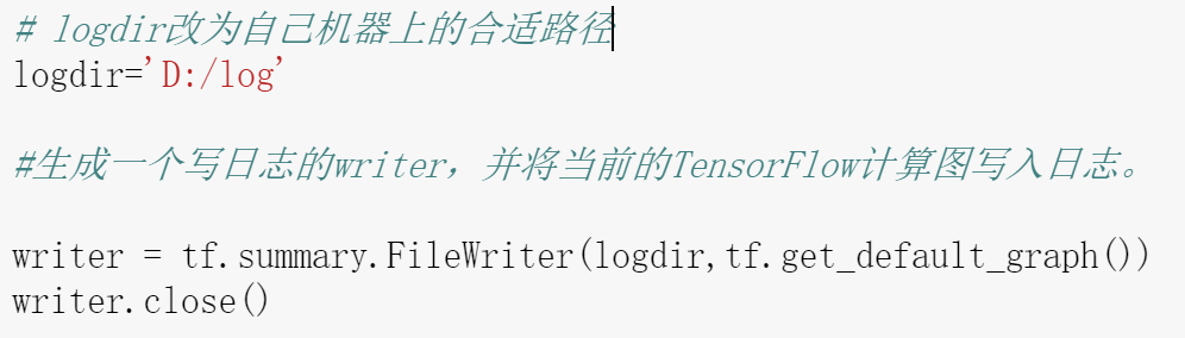 # logdir改为自己机器上的合适路径
logdir='D:/log'
#生成一个写日志的writer，并将当前的TensorFlow计算图写入日志。
writer = tf.summary.FileWriter(logdir,tf.get_default_graph())
writer.close()